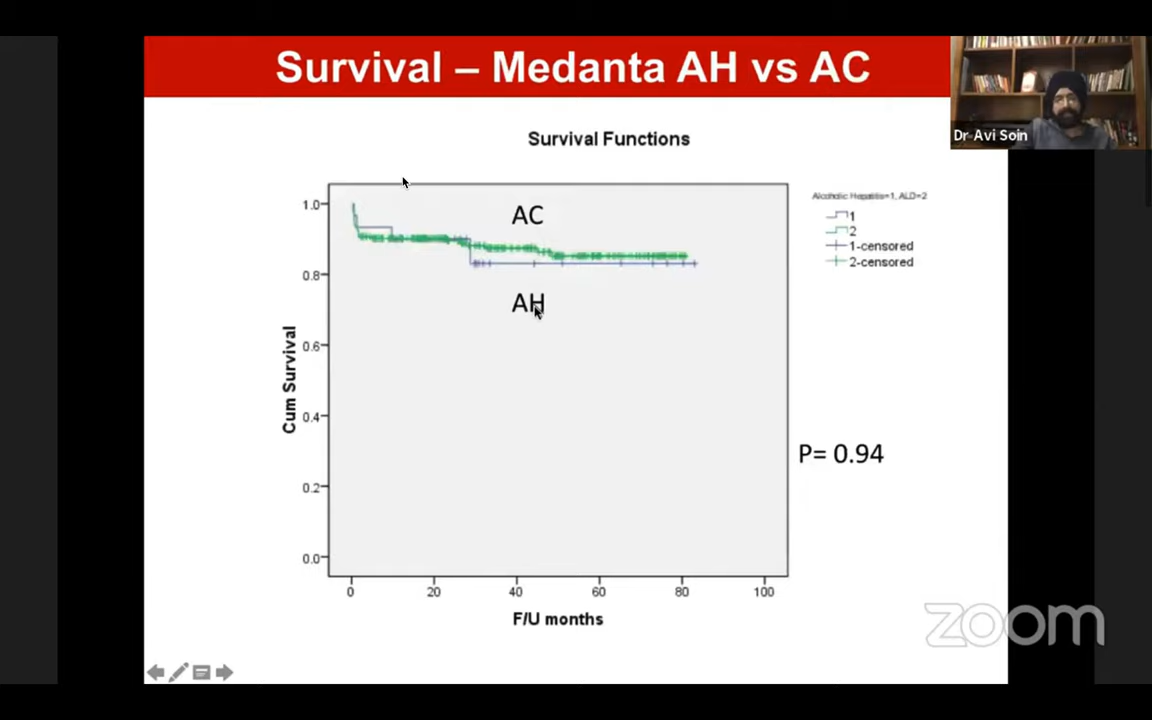 Survival – Medanta AH vs AC
Dr Avi Soin
Survival Functions
Alcoholic Hepatitis=1, ALD=2
1
2
1-censored
2-censored
AC
AH
1.0
0.8
0.6
0.4
0.2
0.0
Cum Survival
P= 0.94
0 20 40 60 80 100
F/U months
zoom